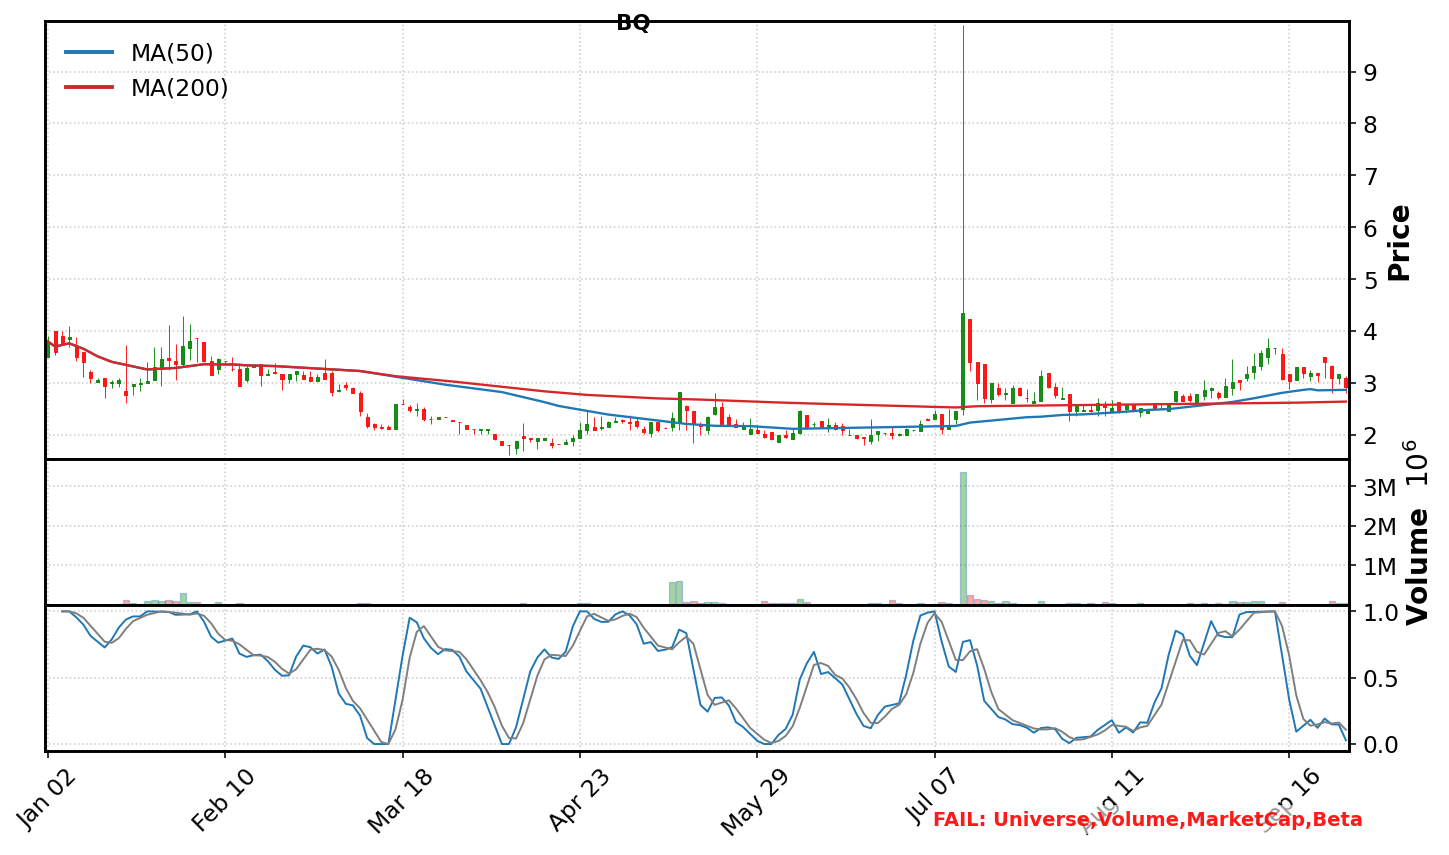 BQ
MA(50)
MA(200)
9
8
7
6
5
4
3
2
Price
3M
2M
1M
Volume 10^6
1.0
0.5
0.0
Jan 02
Feb 10
Mar 18
Apr 23
May 29
Jul 07
Aug 11
Sep 16
FAIL: Universe,Volume,MarketCap,Beta